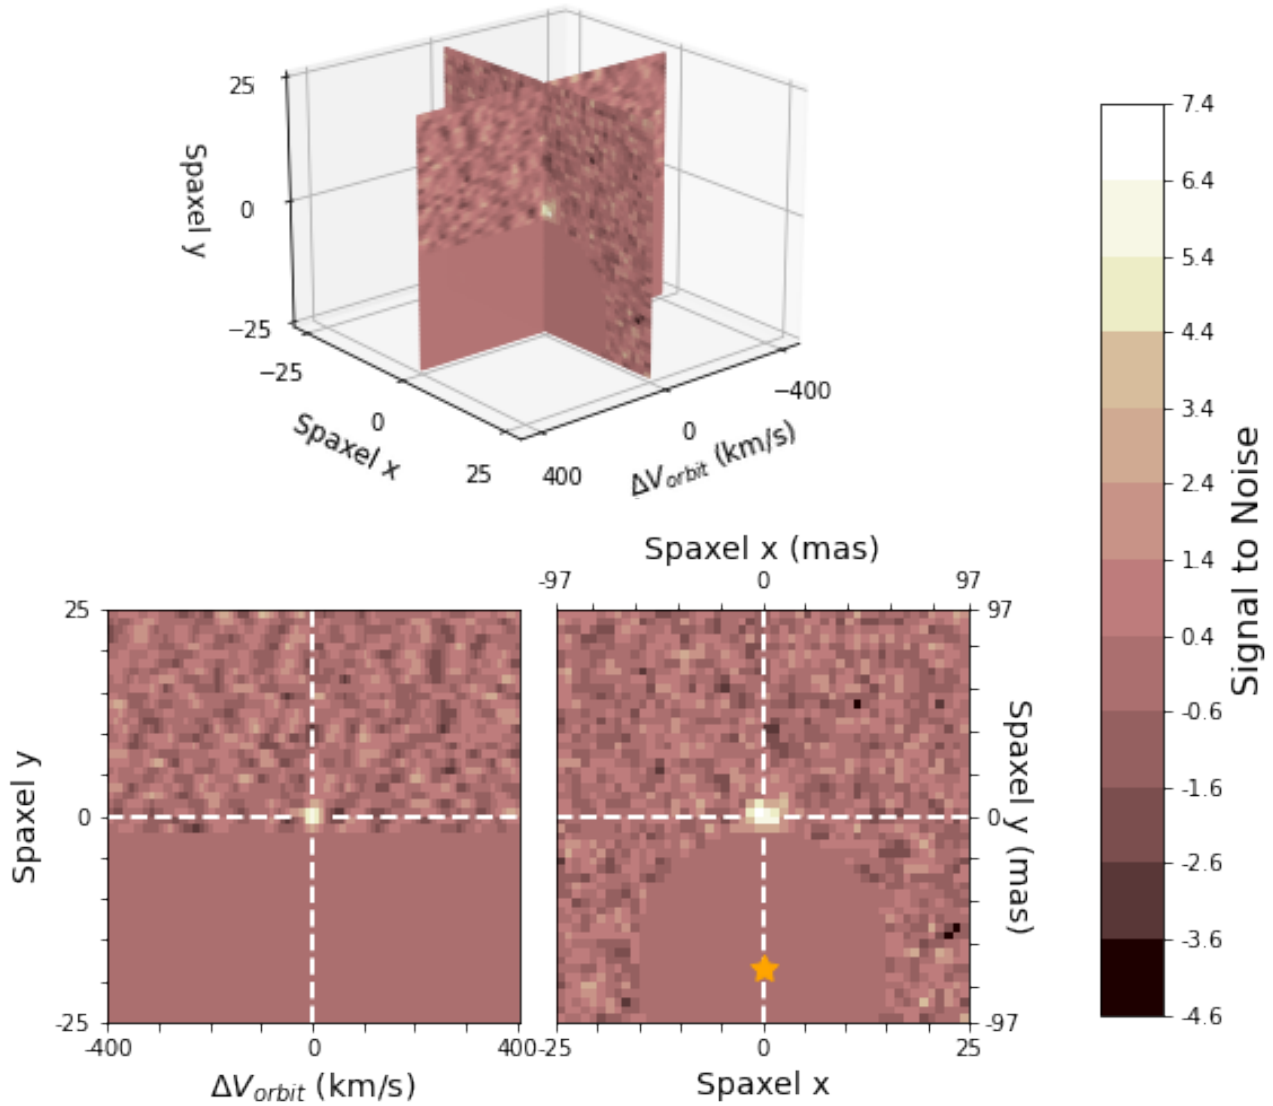 25
0
−25
Spaxel y
−25
0
25
Spaxel x
400
0
−400
ΔV_orbit (km/s)
7.4
6.4
5.4
4.4
3.4
2.4
1.4
0.4
-0.6
-1.6
-2.6
-3.6
-4.6
Signal to Noise
Spaxel x (mas)
-97 0 97
25
0
-25
Spaxel y
-400 0 400
ΔV_orbit (km/s)
97
0
-97
Spaxel y (mas)
-25 0 25
Spaxel x